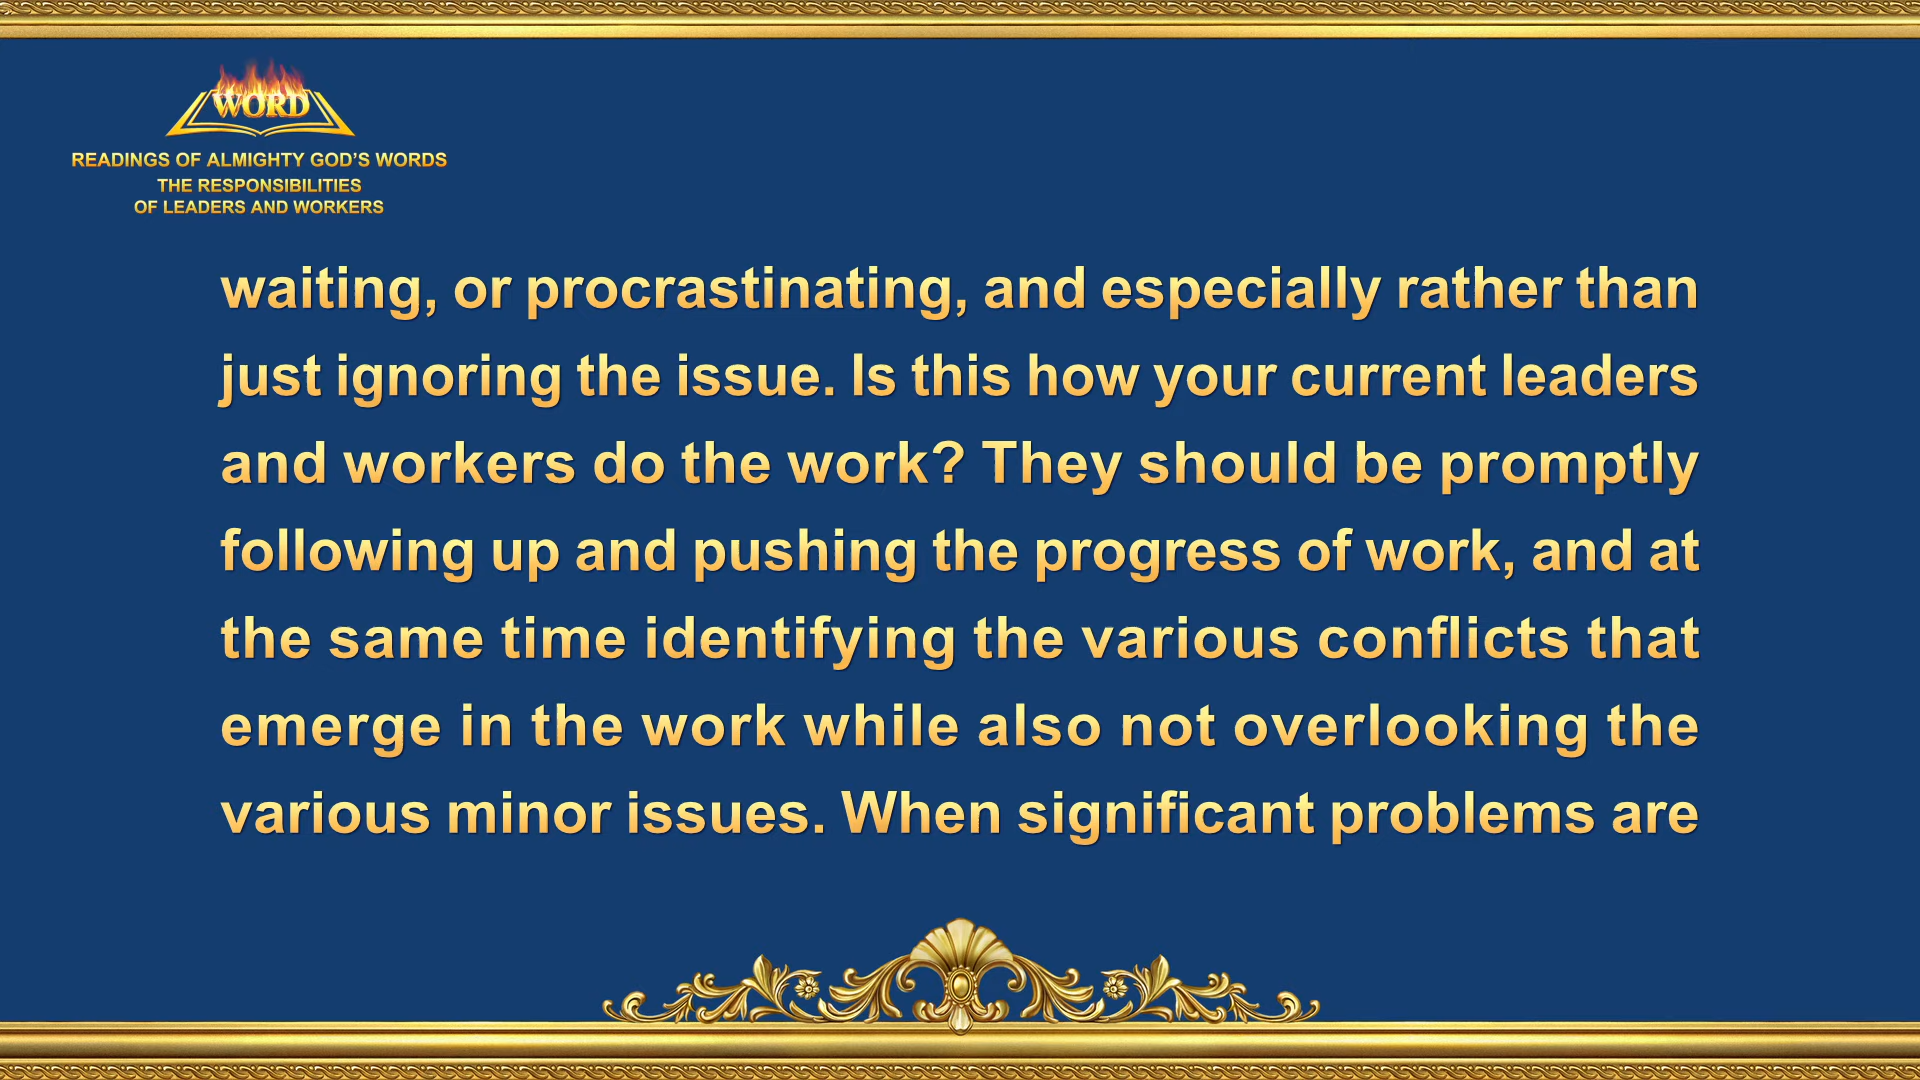 WORD
READINGS OF ALMIGHTY GOD'S WORDS
THE RESPONSIBILITIES
OF LEADERS AND WORKERS
waiting, or procrastinating, and especially rather than
just ignoring the issue. Is this how your current leaders
and workers do the work? They should be promptly
following up and pushing the progress of work, and at
the same time identifying the various conflicts that
emerge in the work while also not overlooking the
various minor issues. When significant problems are